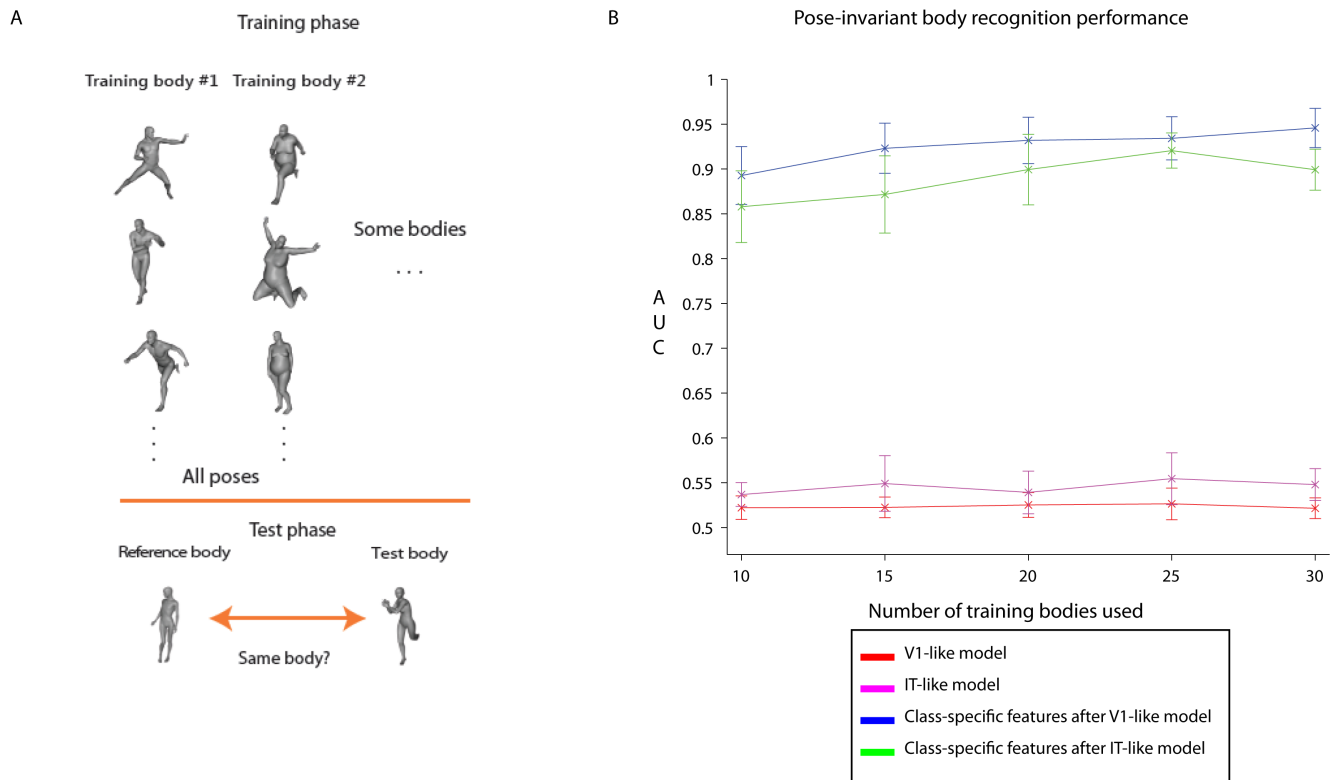 A
Training phase
Training body #1
Training body #2
Some bodies
. . .
All poses
Test phase
Reference body
Test body
Same body?
B
Pose-invariant body recognition performance
1
0.95
0.9
0.85
0.8
0.75
0.7
0.65
0.6
0.55
0.5
A
U
C
10
15
20
25
30
Number of training bodies used
V1-like model
IT-like model
Class-specific features after V1-like model
Class-specific features after IT-like model